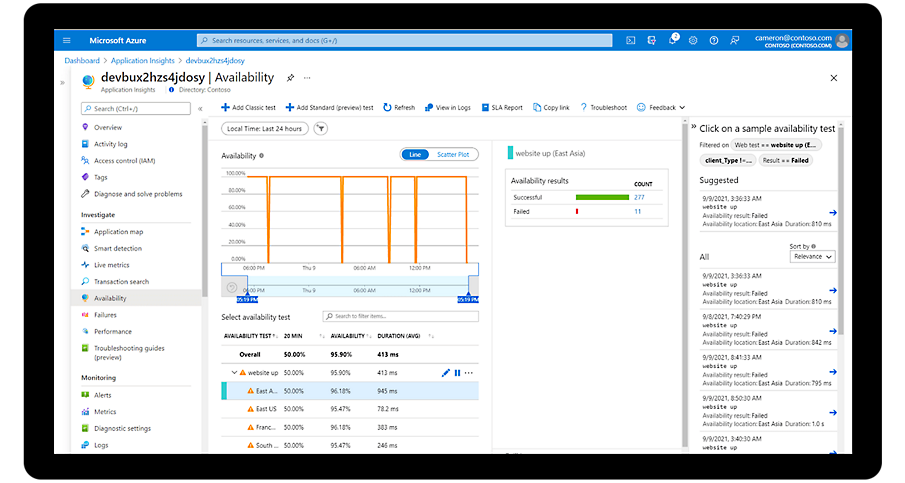 Microsoft Azure
Search resources, services, and docs (G+/)
2
cameron@contoso.com
CONTOSO (CONTOSO.COM)
Dashboard > Application Insights > devbux2hzs4jdosy
devbux2hzs4jdosy | Availability
Application Insights
Directory: Contoso
Search (Ctrl+/)
Overview
Activity log
Access control (IAM)
Tags
Diagnose and solve problems
Investigate
Application map
Smart detection
Live metrics
Transaction search
Availability
Failures
Performance
Troubleshooting guides
(preview)
Monitoring
Alerts
Metrics
Diagnostic settings
Logs
Add Classic test
Add Standard (preview) test
Refresh
View in Logs
SLA Report
Copy link
Troubleshoot
Feedback
Local Time: Last 24 hours
Availability
Line
Scatter Plot
100.00%
80.00%
60.00%
40.00%
20.00%
0.00%
06:00 PM Thu 9 06:00 AM 12:00 PM
06:00 PM Thu 9 06:00 AM 12:00 PM
05:19 PM 05:19 PM
Select availability test
Search to filter items...
AVAILABILITY TEST 20 MIN AVAILABILITY DURATION (AVG)
Overall 50.00% 95.90% 413 ms
website up 50.00% 95.90% 413 ms
East A... 50.00% 96.18% 945 ms
East US 50.00% 95.47% 78.2 ms
Franc... 50.00% 96.18% 383 ms
South ... 50.00% 95.47% 246 ms
website up (East Asia)
Availability results COUNT
Successful 277
Failed 11
Click on a sample availability test
Filtered on Web test == website up (E...
client_Type !=... Result == Failed
Suggested
9/9/2021, 3:36:33 AM
website up
Availability result: Failed
Availability location: East Asia Duration: 810 ms
All
Sort by
Relevance
9/9/2021, 3:36:33 AM
website up
Availability result: Failed
Availability location: East Asia Duration: 810 ms
9/8/2021, 7:40:29 PM
website up
Availability result: Failed
Availability location: East Asia Duration: 842 ms
9/9/2021, 8:41:33 AM
website up
Availability result: Failed
Availability location: East Asia Duration: 795 ms
9/9/2021, 8:50:30 AM
website up
Availability result: Failed
Availability location: East Asia Duration: 1.0 s
9/9/2021, 3:40:30 AM
website up